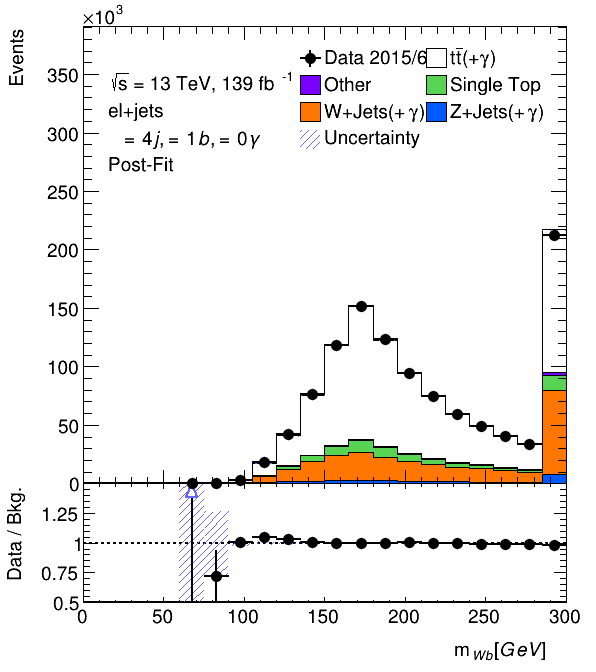 ×10³
Events
350
300
250
200
150
100
50
0
√s = 13 TeV, 139 fb⁻¹
el+jets
= 4j, = 1b, = 0γ
Post-Fit
Data 2015/6
tt̄(+γ)
Other
Single Top
W+Jets(+γ)
Z+Jets(+γ)
Uncertainty
Data / Bkg.
1.25
1
0.75
0.5
0 50 100 150 200 250 300
m_Wb[GeV]